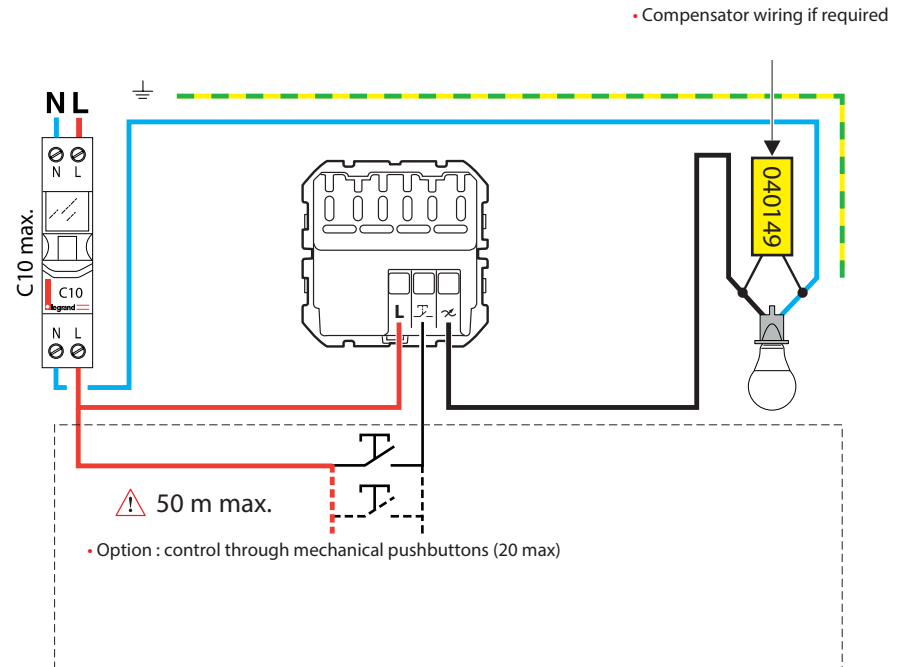 • Compensator wiring if required
N L
N L
C10 max.
C10
legrand
N L
L
040149
50 m max.
• Option : control through mechanical pushbuttons (20 max)